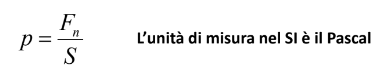 p = Fₙ / S L'unità di misura nel SI è il Pascal